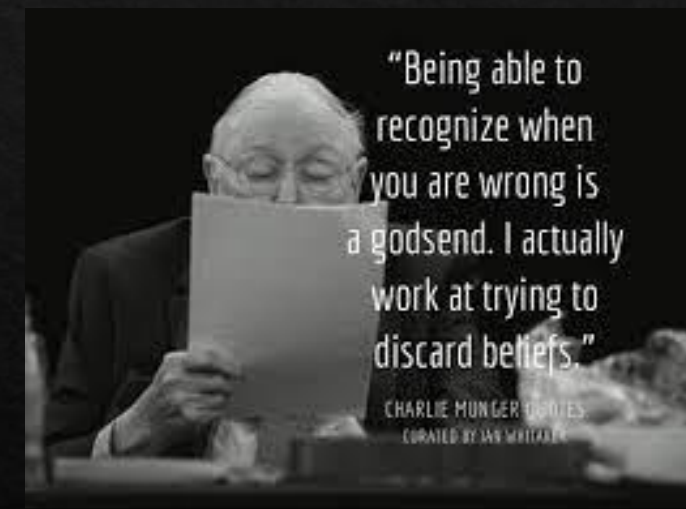 “Being able to
recognize when
you are wrong is
a godsend. I actually
work at trying to
discard beliefs.”
CHARLIE MUNGER QUOTES
CURATED BY IAN WHITAKER